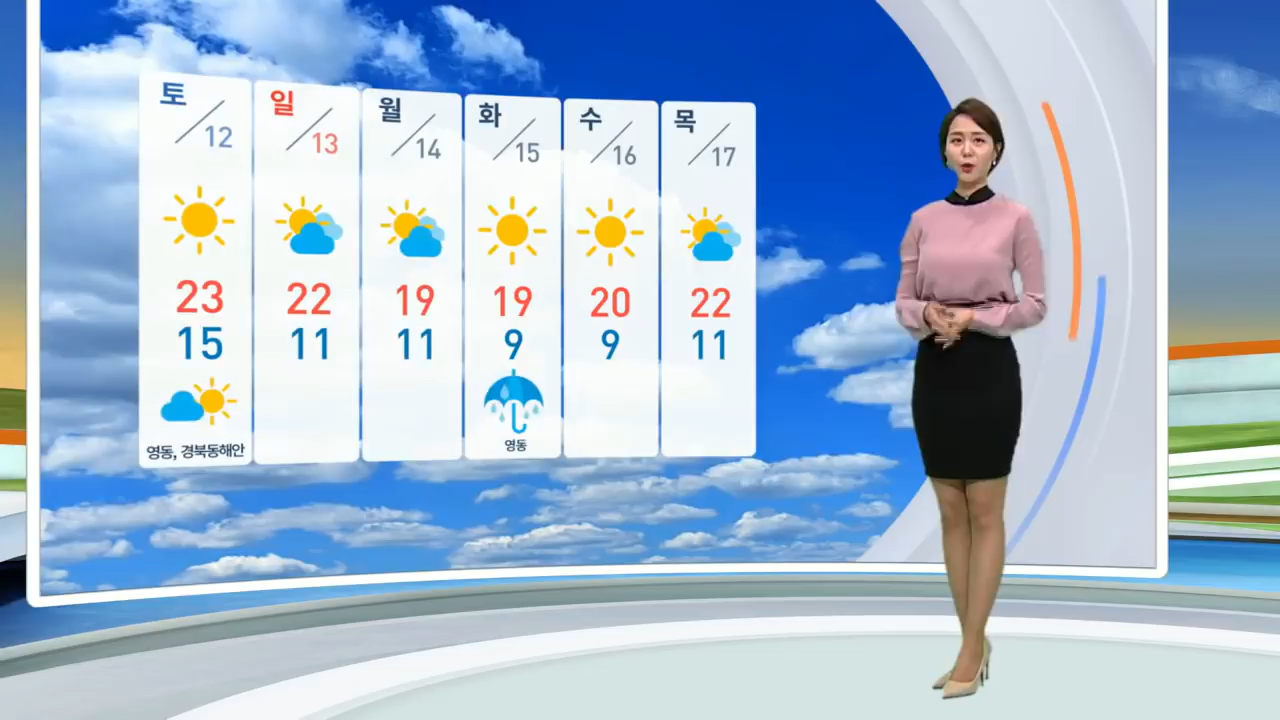 토/12
일/13
월/14
화/15
수/16
목/17
23
22
19
19
20
22
15
11
11
9
9
11
영동, 경북동해안
영동